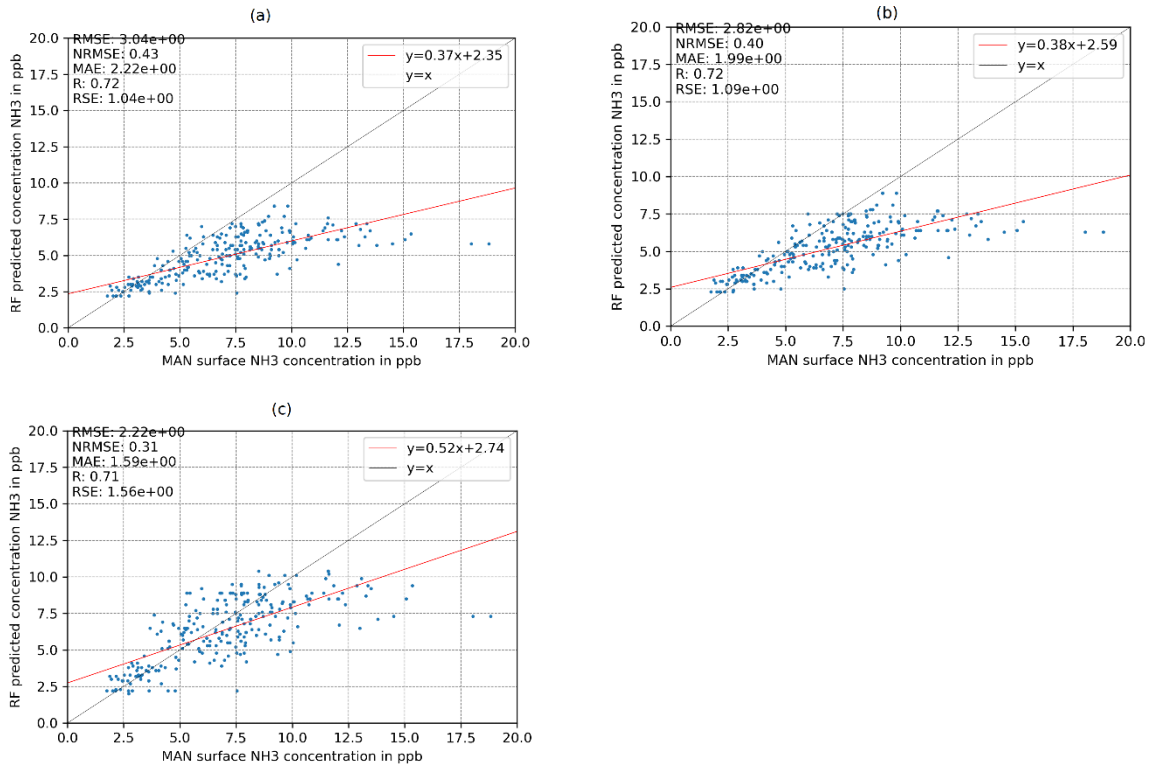 (a)
RMSE: 3.04e+00
NRMSE: 0.43
MAE: 2.22e+00
R: 0.72
RSE: 1.04e+00
y=0.37x+2.35
y=x
20.0
17.5
15.0
12.5
10.0
7.5
5.0
2.5
0.0
RF predicted concentration NH3 in ppb
0.0 2.5 5.0 7.5 10.0 12.5 15.0 17.5 20.0
MAN surface NH3 concentration in ppb
(b)
RMSE: 2.82e+00
NRMSE: 0.40
MAE: 1.99e+00
R: 0.72
RSE: 1.09e+00
y=0.38x+2.59
y=x
20.0
17.5
15.0
12.5
10.0
7.5
5.0
2.5
0.0
RF predicted concentration NH3 in ppb
0.0 2.5 5.0 7.5 10.0 12.5 15.0 17.5 20.0
MAN surface NH3 concentration in ppb
(c)
RMSE: 2.22e+00
NRMSE: 0.31
MAE: 1.59e+00
R: 0.71
RSE: 1.56e+00
y=0.52x+2.74
y=x
20.0
17.5
15.0
12.5
10.0
7.5
5.0
2.5
0.0
RF predicted concentration NH3 in ppb
0.0 2.5 5.0 7.5 10.0 12.5 15.0 17.5 20.0
MAN surface NH3 concentration in ppb